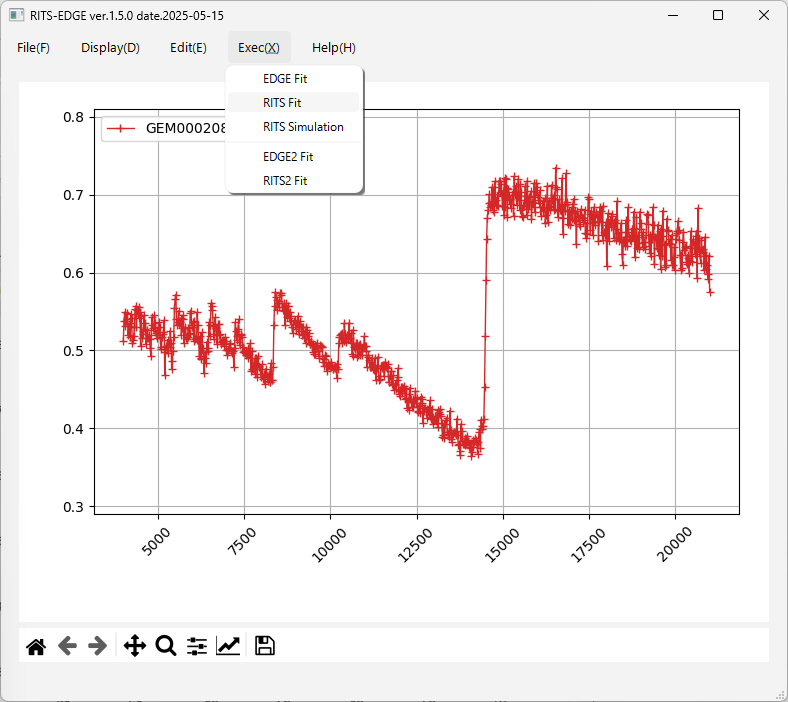 RITS-EDGE ver.1.5.0 date.2025-05-15
File(F) Display(D) Edit(E) Exec(X) Help(H)
EDGE Fit
RITS Fit
RITS Simulation
EDGE2 Fit
RITS2 Fit
GEM000208
0.8
0.7
0.6
0.5
0.4
0.3
5000 7500 10000 12500 15000 17500 20000